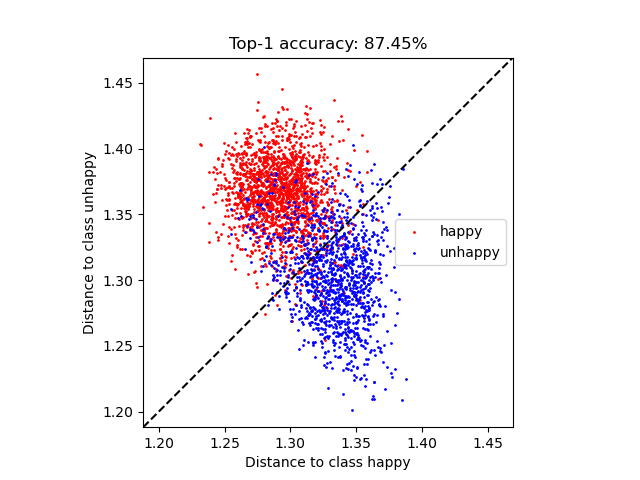 Top-1 accuracy: 87.45%
Distance to class unhappy
1.45
1.40
1.35
1.30
1.25
1.20
happy
unhappy
1.20 1.25 1.30 1.35 1.40 1.45
Distance to class happy